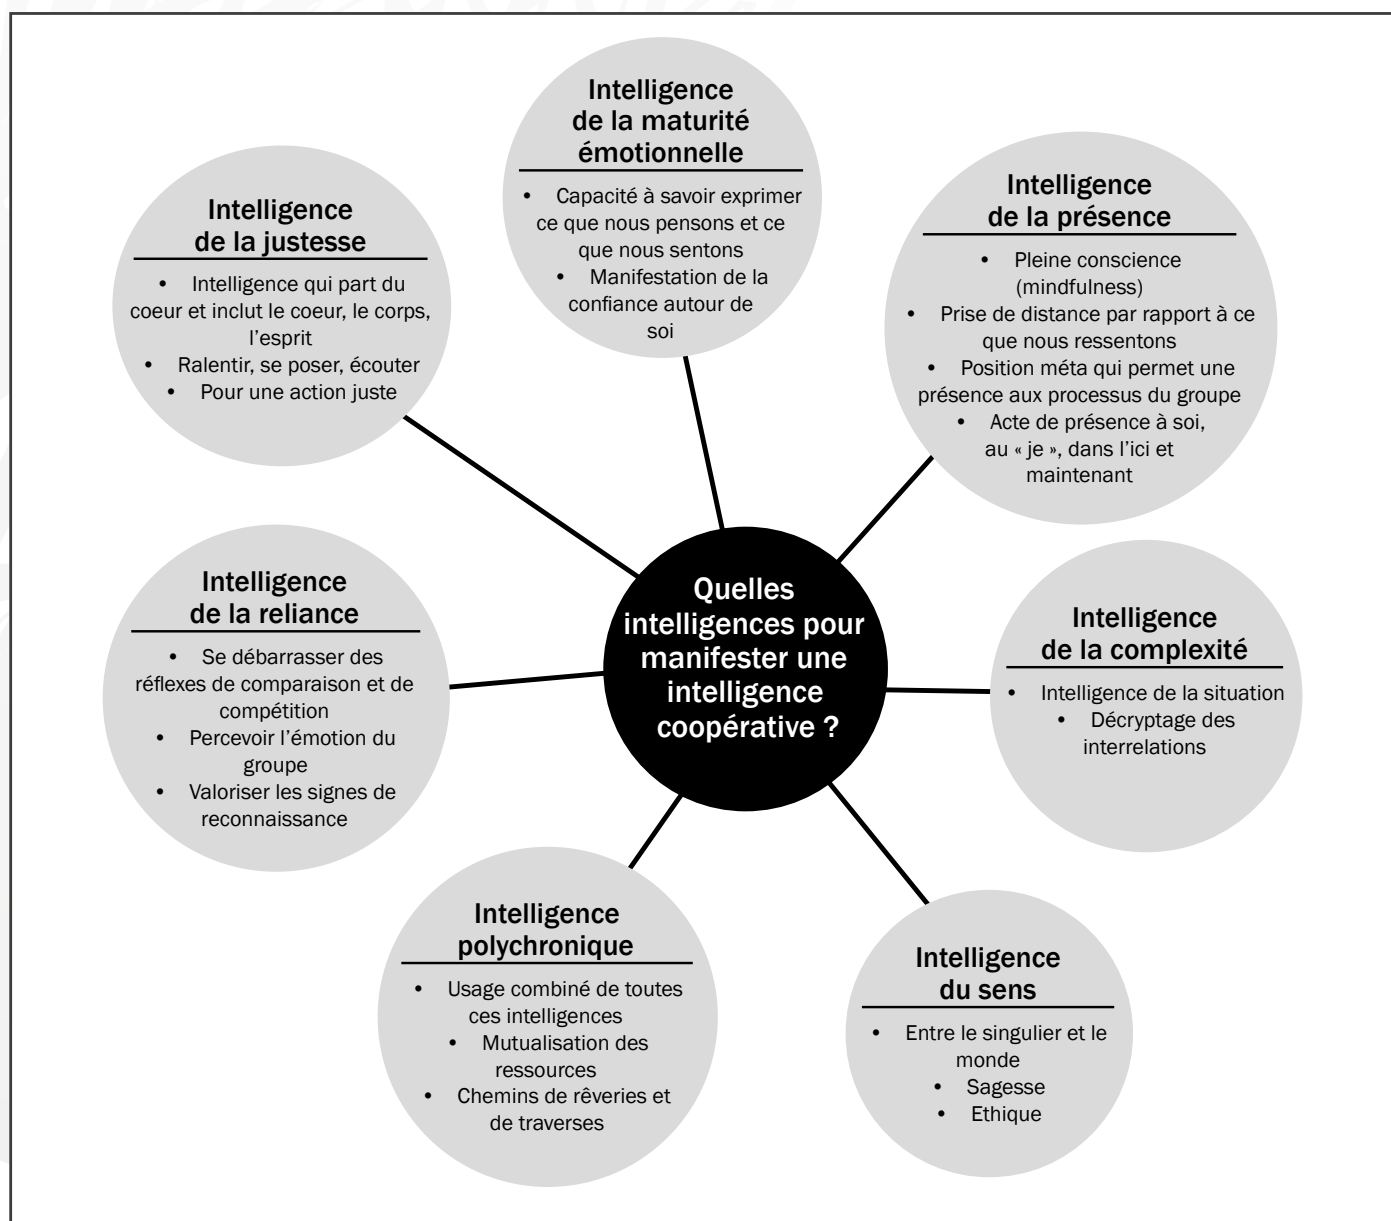 Intelligence
de la maturité
émotionnelle
• Capacité à savoir exprimer
ce que nous pensons et ce
que nous sentons
• Manifestation de la
confiance autour de
soi
Intelligence
de la présence
• Pleine conscience
(mindfulness)
• Prise de distance par rapport à ce
que nous ressentons
• Position méta qui permet une
présence aux processus du groupe
• Acte de présence à soi,
au « je », dans l'ici et
maintenant
Intelligence
de la justesse
• Intelligence qui part du
coeur et inclut le coeur, le corps,
l'esprit
• Ralentir, se poser, écouter
• Pour une action juste
Quelles
intelligences pour
manifester une
intelligence
coopérative ?
Intelligence
de la reliance
• Se débarrasser des
réflexes de comparaison et de
compétition
• Percevoir l'émotion du
groupe
• Valoriser les signes de
reconnaissance
Intelligence
de la complexité
• Intelligence de la situation
• Décryptage des
interrelations
Intelligence
polychronique
• Usage combiné de toutes
ces intelligences
• Mutualisation des
ressources
• Chemins de rêveries et
de traverses
Intelligence
du sens
• Entre le singulier et le
monde
• Sagesse
• Ethique